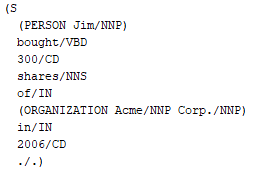 (S
(PERSON Jim/NNP)
bought/VBD
300/CD
shares/NNS
of/IN
(ORGANIZATION Acme/NNP Corp./NNP)
in/IN
2006/CD
./.)